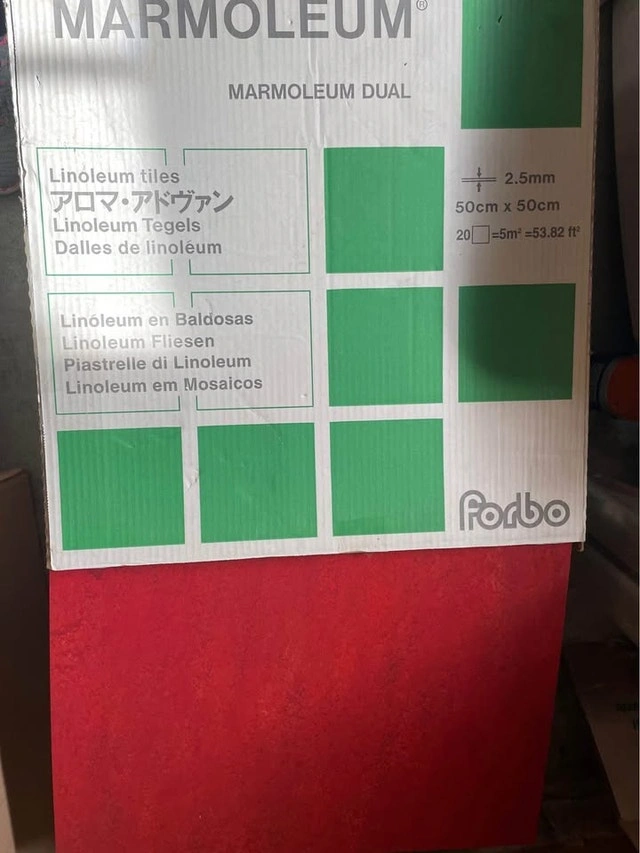 MARMOLEUM®
MARMOLEUM DUAL
Linoleum tiles
アロマ・アドヴァン
Linoleum Tegels
Dalles de linoléum
2.5mm
50cm x 50cm
20□=5m² =53.82 ft²
Linóleum en Baldosas
Linoleum Fliesen
Piastrelle di Linoleum
Linoleum em Mosaicos
Forbo